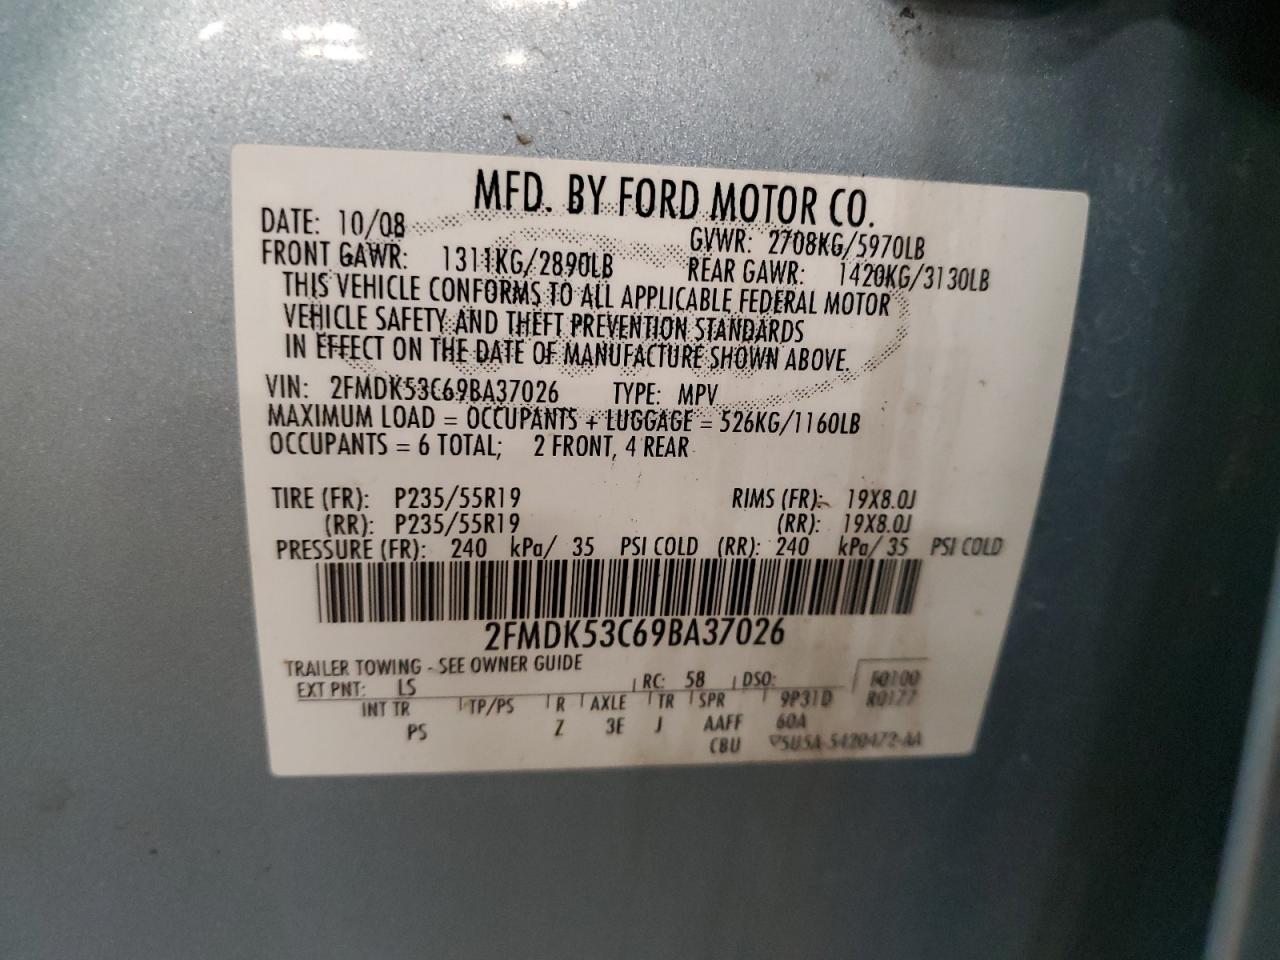 MFD. BY FORD MOTOR CO.
DATE: 10/08 GVWR: 2708KG/5970LB
FRONT GAWR: 1311KG/2890LB REAR GAWR: 1420KG/3130LB
THIS VEHICLE CONFORMS TO ALL APPLICABLE FEDERAL MOTOR
VEHICLE SAFETY AND THEFT PREVENTION STANDARDS
IN EFFECT ON THE DATE OF MANUFACTURE SHOWN ABOVE.
VIN: 2FMDK53C69BA37026 TYPE: MPV
MAXIMUM LOAD = OCCUPANTS + LUGGAGE = 526KG/1160LB
OCCUPANTS = 6 TOTAL; 2 FRONT, 4 REAR
TIRE (FR): P235/55R19 RIMS (FR): 19X8.0J
(RR): P235/55R19 (RR): 19X8.0J
PRESSURE (FR): 240 kPa/ 35 PSI COLD (RR): 240 kPa/ 35 PSI COLD
2FMDK53C69BA37026
TRAILER TOWING - SEE OWNER GUIDE
EXT PNT: LS RC: 58 DSO:
INT TR TP/PS R AXLE TR SPR 9P31D
PS Z 3E J AAFF 60A
CBU